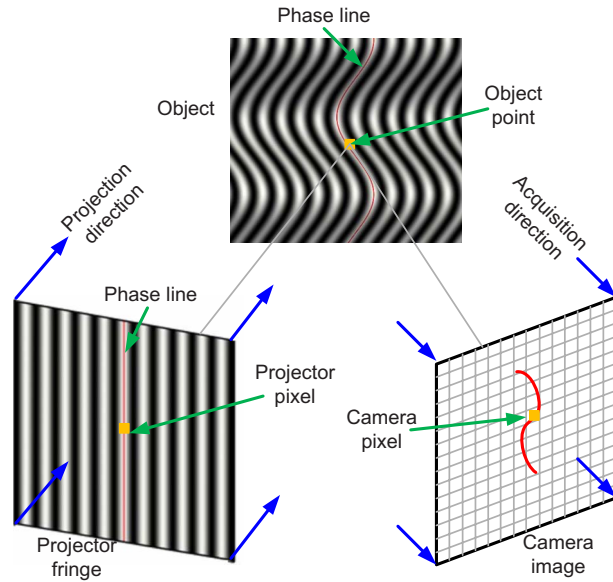 Phase line
Object
Object
point
Projection
direction
Acquisition
direction
Phase line
Projector
pixel
Camera
pixel
Projector
fringe
Camera
image